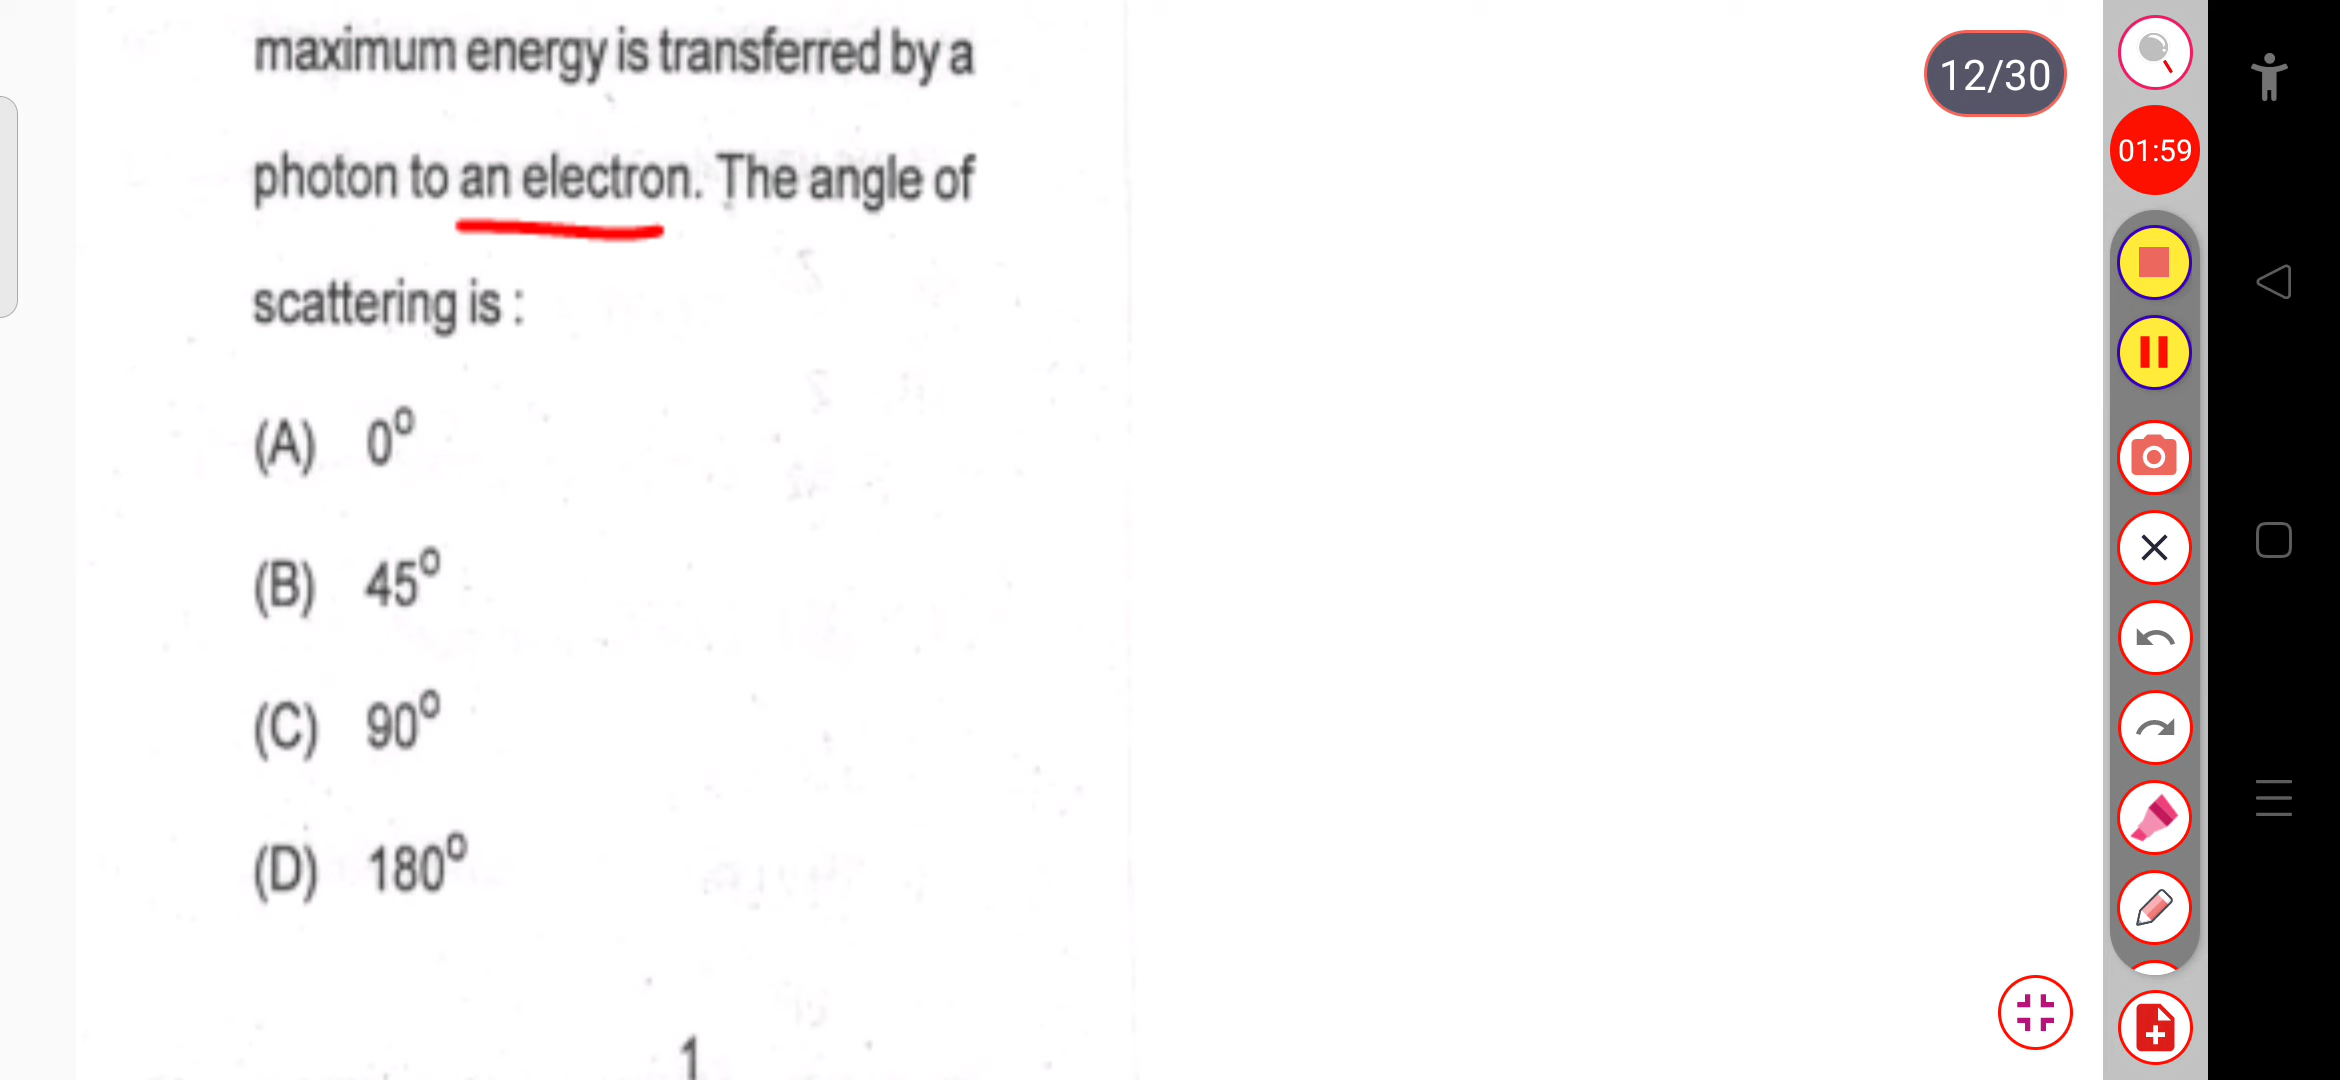 maximum energy is transferred by a
photon to an electron. The angle of
scattering is :
(A) 0°
(B) 45°
(C) 90°
(D) 180°
1
12/30
01:59